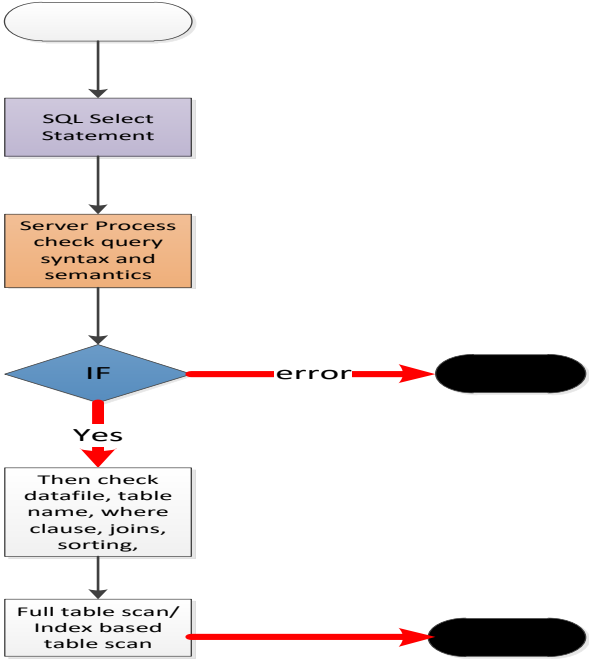 SQL Select
Statement
Server Process
check query
syntax and
semantics
IF
error
Yes
Then check
datafile, table
name, where
clause, joins,
sorting,
Full table scan/
Index based
table scan